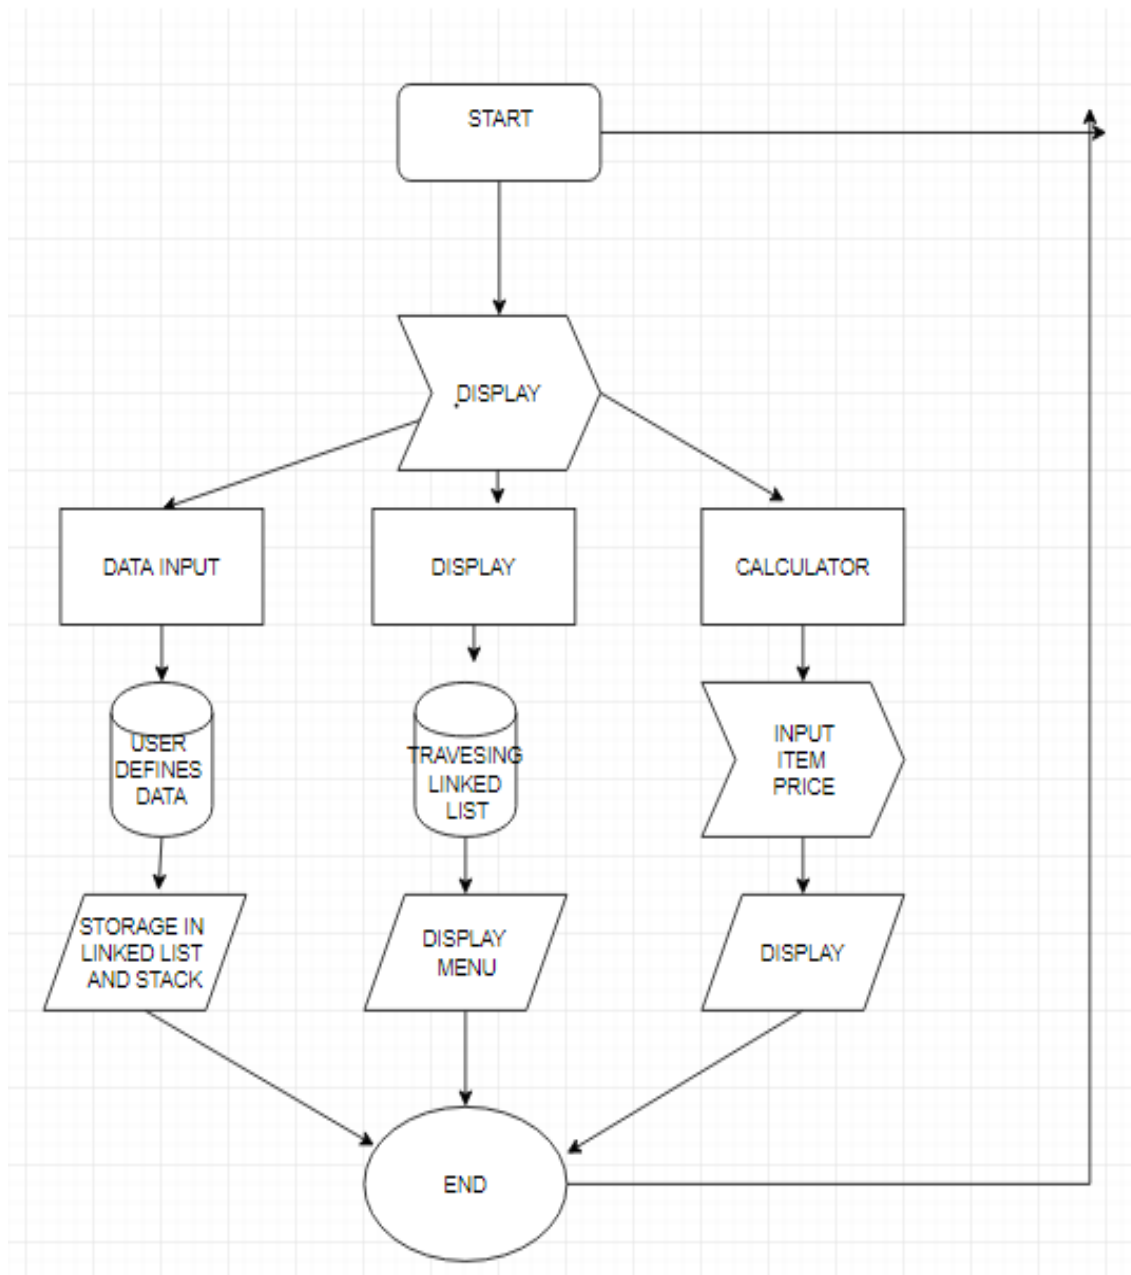 START
DISPLAY
DATA INPUT
DISPLAY
CALCULATOR
USER
DEFINES
DATA
TRAVESING
LINKED
LIST
INPUT
ITEM
PRICE
STORAGE IN
LINKED LIST
AND STACK
DISPLAY
MENU
DISPLAY
END